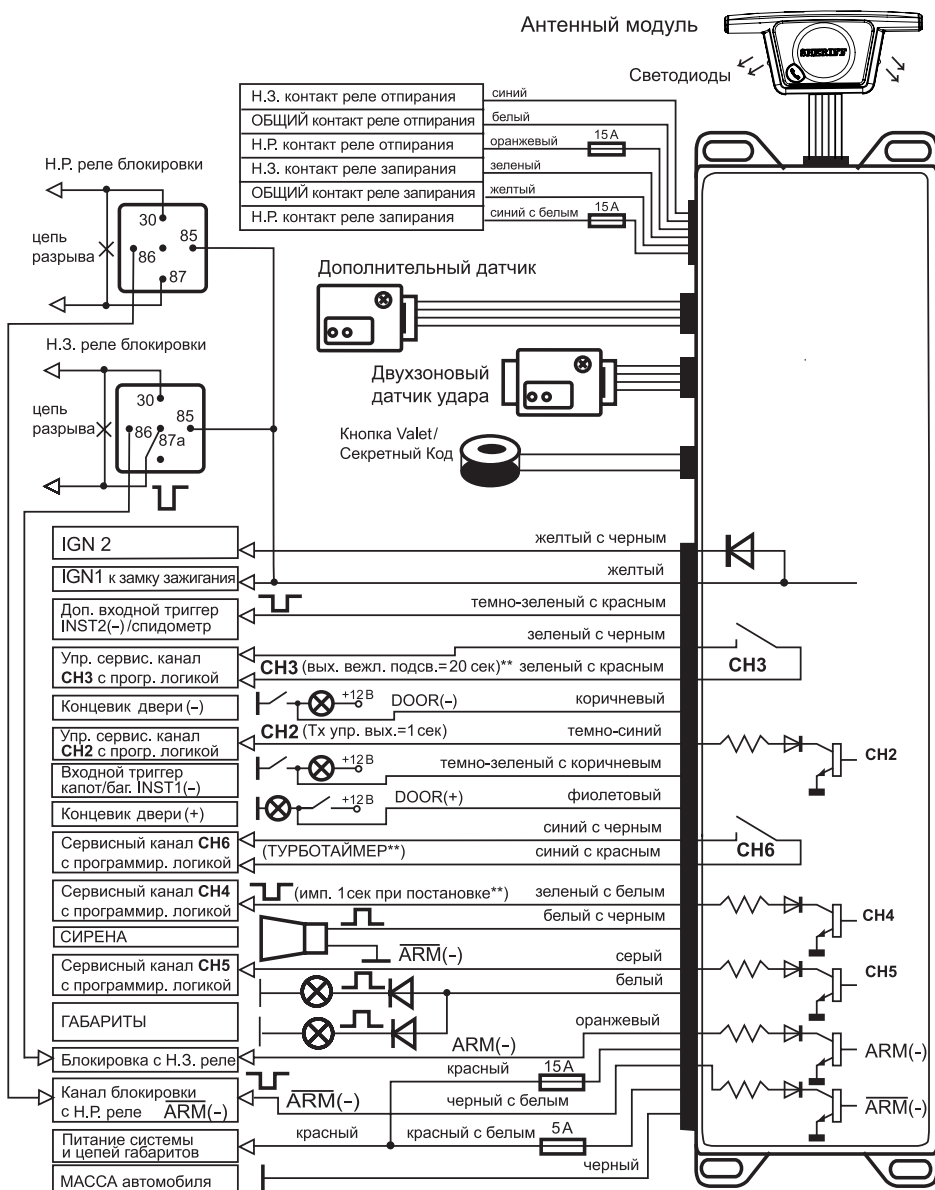 Антенный модуль
SHERIFF
Светодиоды
Н.З. контакт реле отпирания
синий
ОБЩИЙ контакт реле отпирания
белый
Н.Р. контакт реле отпирания
оранжевый
15 А
Н.З. контакт реле запирания
зеленый
ОБЩИЙ контакт реле запирания
желтый
Н.Р. контакт реле запирания
синий с белым
15 А
Н.Р. реле блокировки
30
85
86
87
цепь
разрыва
Дополнительный датчик
Н.З. реле блокировки
30
85
86
87а
цепь
разрыва
Двухзоновый
датчик удара
Кнопка Valet/
Секретный Код
IGN 2
желтый с черным
IGN1 к замку зажигания
желтый
Доп. входной триггер
INST2(-)/спидометр
темно-зеленый с красным
зеленый с черным
Упр. сервис. канал
CH3 с прогр. логикой
CH3 (вых. вежл. подсв.=20 сек)** зеленый с красным
CH3
Концевик двери (-)
+12 В
DOOR(-)
коричневый
Упр. сервис. канал
CH2 с прогр. логикой
CH2 (Tx упр. вых.=1сек)
темно-синий
CH2
Входной триггер
капот/баг. INST1(-)
+12 В
темно-зеленый с коричневым
Концевик двери (+)
+12 В
DOOR(+)
фиолетовый
синий с черным
Сервисный канал CH6
с программир. логикой
(ТУРБОТАЙМЕР**)
синий с красным
CH6
Сервисный канал CH4
с программир. логикой
(имп. 1сек при постановке**)
зеленый с белым
CH4
белый с черным
СИРЕНА
ARM(-)
Сервисный канал CH5
с программир. логикой
серый
CH5
белый
ГАБАРИТЫ
оранжевый
Блокировка с Н.З. реле
ARM(-)
ARM(-)
красный
15А
Канал блокировки
с Н.Р. реле ARM(-)
ARM(-)
черный с белым
ARM(-)
Питание системы
и цепей габаритов
красный
красный с белым
5А
черный
МАССА автомобиля